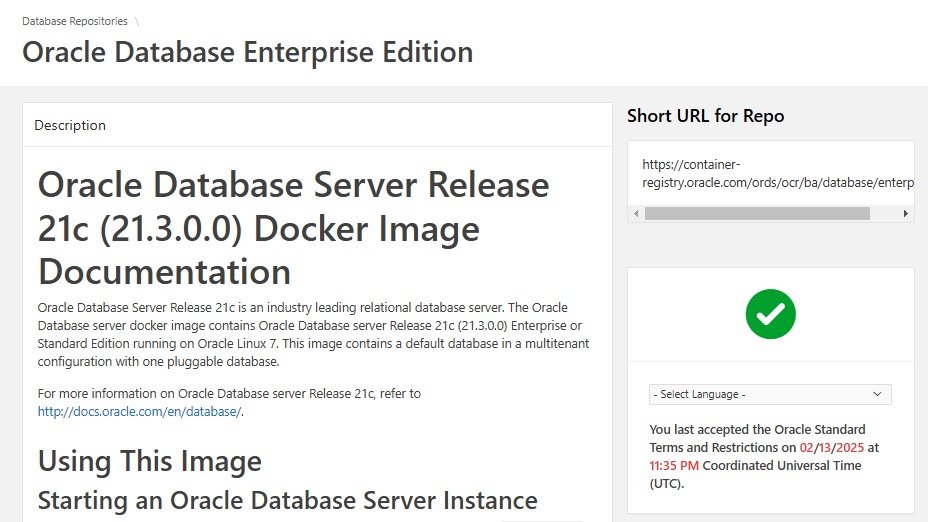 Database Repositories \
Oracle Database Enterprise Edition
Description
Oracle Database Server Release
21c (21.3.0.0) Docker Image
Documentation
Oracle Database Server Release 21c is an industry leading relational database server. The Oracle
Database server docker image contains Oracle Database server Release 21c (21.3.0.0) Enterprise or
Standard Edition running on Oracle Linux 7. This image contains a default database in a multitenant
configuration with one pluggable database.
For more information on Oracle Database server Release 21c, refer to
http://docs.oracle.com/en/database/.
Using This Image
Starting an Oracle Database Server Instance
Short URL for Repo
https://container-
registry.oracle.com/ords/ocr/ba/database/enterp
- Select Language -
You last accepted the Oracle Standard
Terms and Restrictions on 02/13/2025 at
11:35 PM Coordinated Universal Time
(UTC).